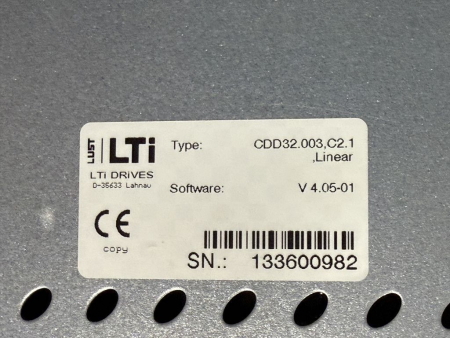 LUST LTi
Type: CDD32.003,C2.1
,Linear
LTi DRIVES
D-35633 Lahnau
Software: V 4.05-01
CE
copy
SN.: 133600982